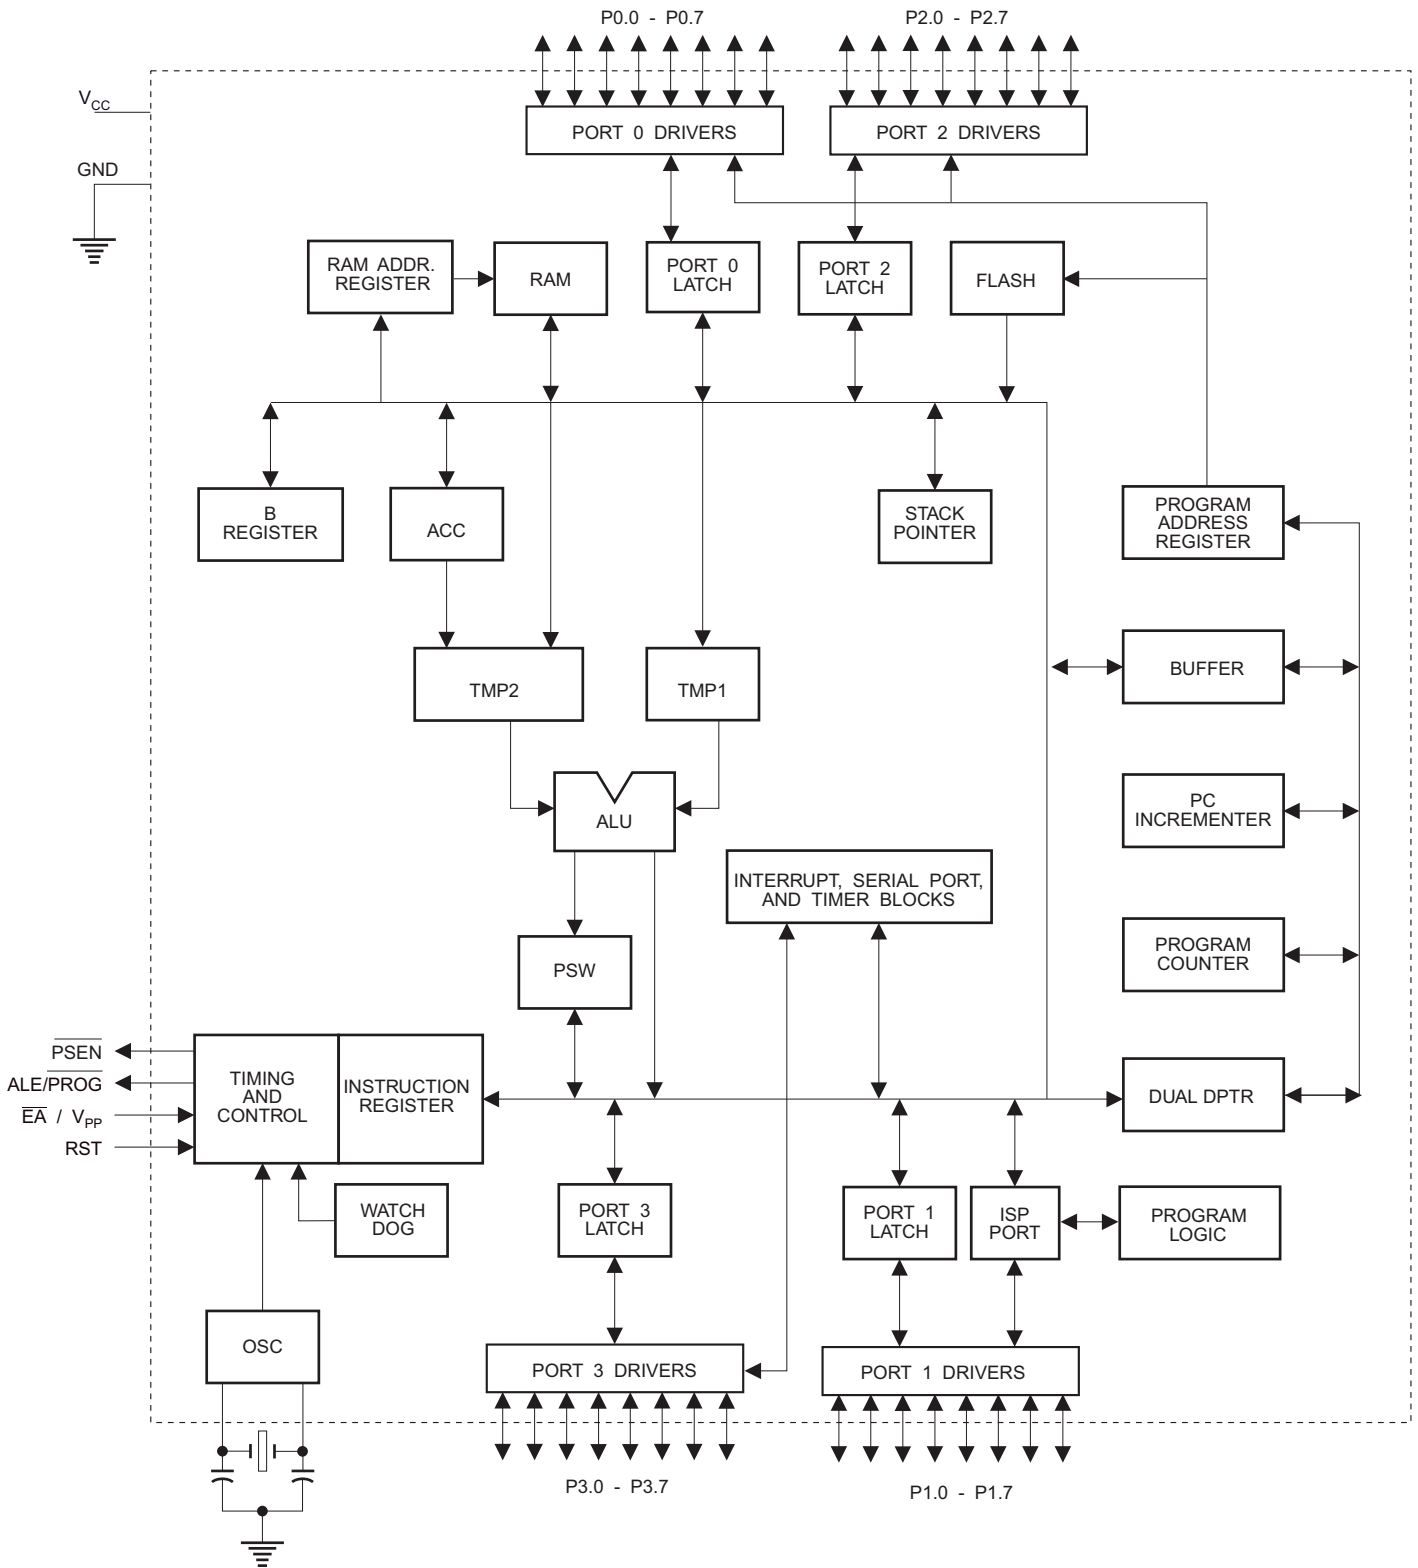 P0.0 - P0.7
P2.0 - P2.7
VCC
GND
PORT 0 DRIVERS
PORT 2 DRIVERS
RAM ADDR.
REGISTER
RAM
PORT 0
LATCH
PORT 2
LATCH
FLASH
B
REGISTER
ACC
STACK
POINTER
PROGRAM
ADDRESS
REGISTER
TMP2
TMP1
BUFFER
ALU
PC
INCREMENTER
INTERRUPT, SERIAL PORT,
AND TIMER BLOCKS
PSW
PROGRAM
COUNTER
PSEN
ALE/PROG
EA / VPP
RST
TIMING
AND
CONTROL
INSTRUCTION
REGISTER
DUAL DPTR
WATCH
DOG
PORT 3
LATCH
PORT 1
LATCH
ISP
PORT
PROGRAM
LOGIC
OSC
PORT 3 DRIVERS
PORT 1 DRIVERS
P3.0 - P3.7
P1.0 - P1.7